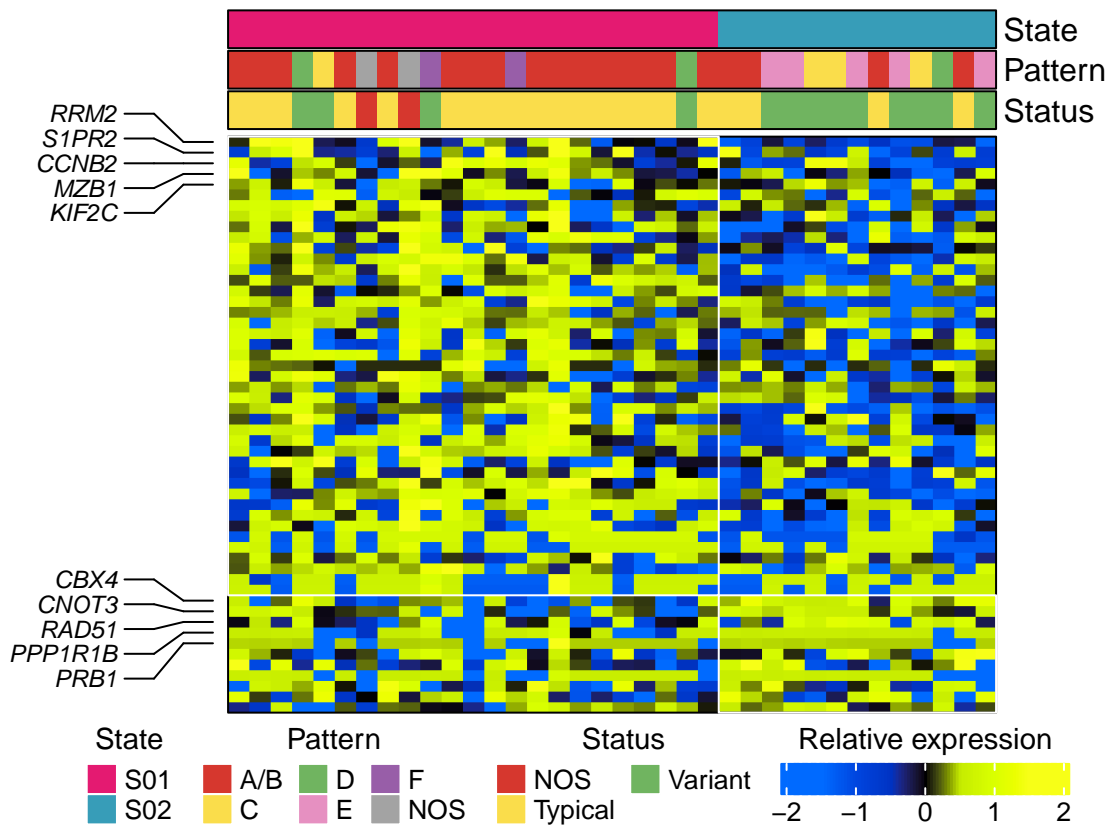 State
Pattern
Status
RRM2
S1PR2
CCNB2
MZB1
KIF2C
CBX4
CNOT3
RAD51
PPP1R1B
PRB1
State Pattern Status Relative expression
S01 A/B D F NOS Variant
S02 C E NOS Typical
−2 −1 0 1 2